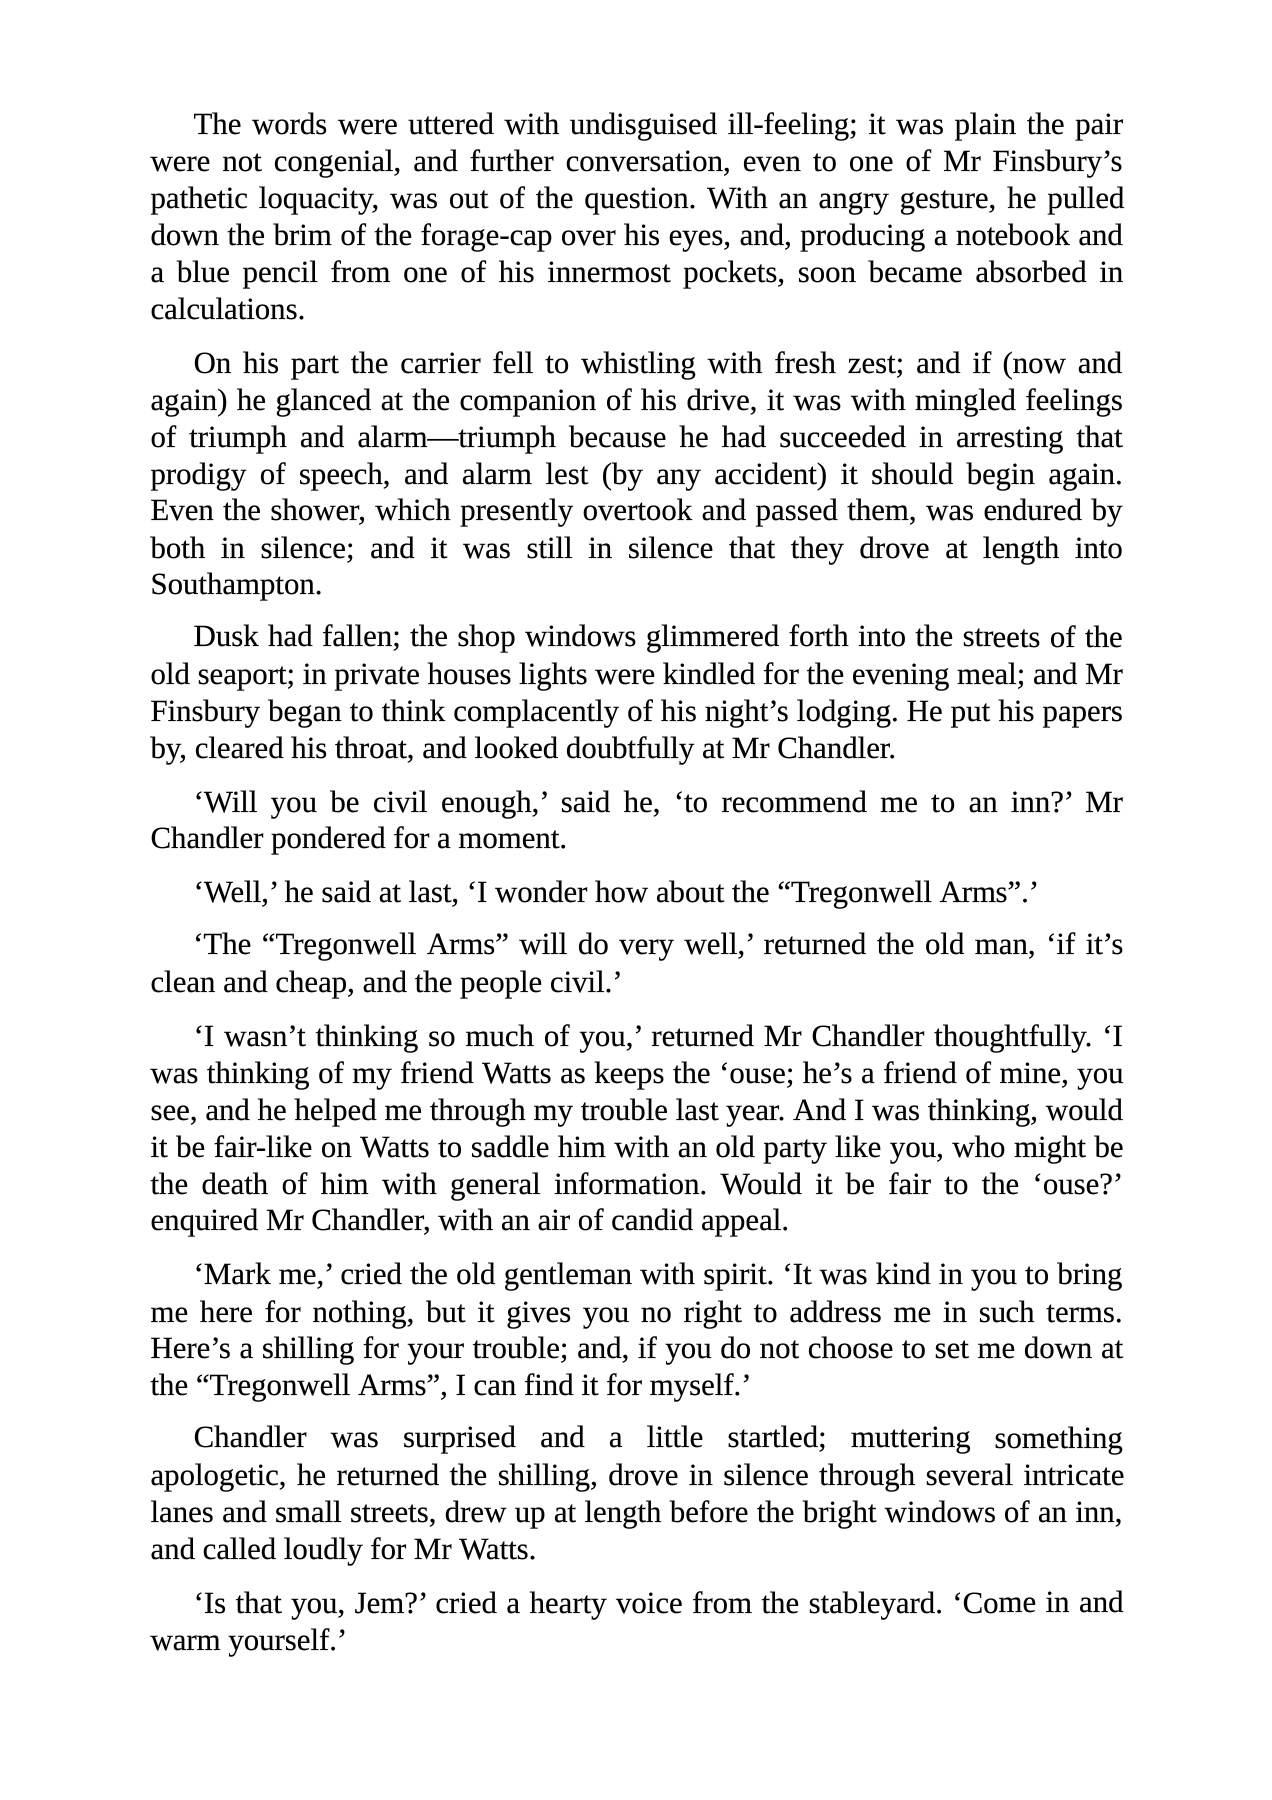 The words were uttered with undisguised ill-feeling; it was plain the pair
were not congenial, and further conversation, even to one of Mr Finsbury’s
pathetic loquacity, was out of the question. With an angry gesture, he pulled
down the brim of the forage-cap over his eyes, and, producing a notebook and
a blue pencil from one of his innermost pockets, soon became absorbed in
calculations.
On his part the carrier fell to whistling with fresh zest; and if (now and
again) he glanced at the companion of his drive, it was with mingled feelings
of triumph and alarm—triumph because he had succeeded in arresting that
prodigy of speech, and alarm lest (by any accident) it should begin again.
Even the shower, which presently overtook and passed them, was endured by
both in silence; and it was still in silence that they drove at length into
Southampton.
Dusk had fallen; the shop windows glimmered forth into the streets of the
old seaport; in private houses lights were kindled for the evening meal; and Mr
Finsbury began to think complacently of his night’s lodging. He put his papers
by, cleared his throat, and looked doubtfully at Mr Chandler.
‘Will you be civil enough,’ said he, ‘to recommend me to an inn?’ Mr
Chandler pondered for a moment.
‘Well,’ he said at last, ‘I wonder how about the “Tregonwell Arms”.’
‘The “Tregonwell Arms” will do very well,’ returned the old man, ‘if it’s
clean and cheap, and the people civil.’
‘I wasn’t thinking so much of you,’ returned Mr Chandler thoughtfully. ‘I
was thinking of my friend Watts as keeps the ‘ouse; he’s a friend of mine, you
see, and he helped me through my trouble last year. And I was thinking, would
it be fair-like on Watts to saddle him with an old party like you, who might be
the death of him with general information. Would it be fair to the ‘ouse?’
enquired Mr Chandler, with an air of candid appeal.
‘Mark me,’ cried the old gentleman with spirit. ‘It was kind in you to bring
me here for nothing, but it gives you no right to address me in such terms.
Here’s a shilling for your trouble; and, if you do not choose to set me down at
the “Tregonwell Arms”, I can find it for myself.’
Chandler was surprised and a little startled; muttering something
apologetic, he returned the shilling, drove in silence through several intricate
lanes and small streets, drew up at length before the bright windows of an inn,
and called loudly for Mr Watts.
‘Is that you, Jem?’ cried a hearty voice from the stableyard. ‘Come in and
warm yourself.’